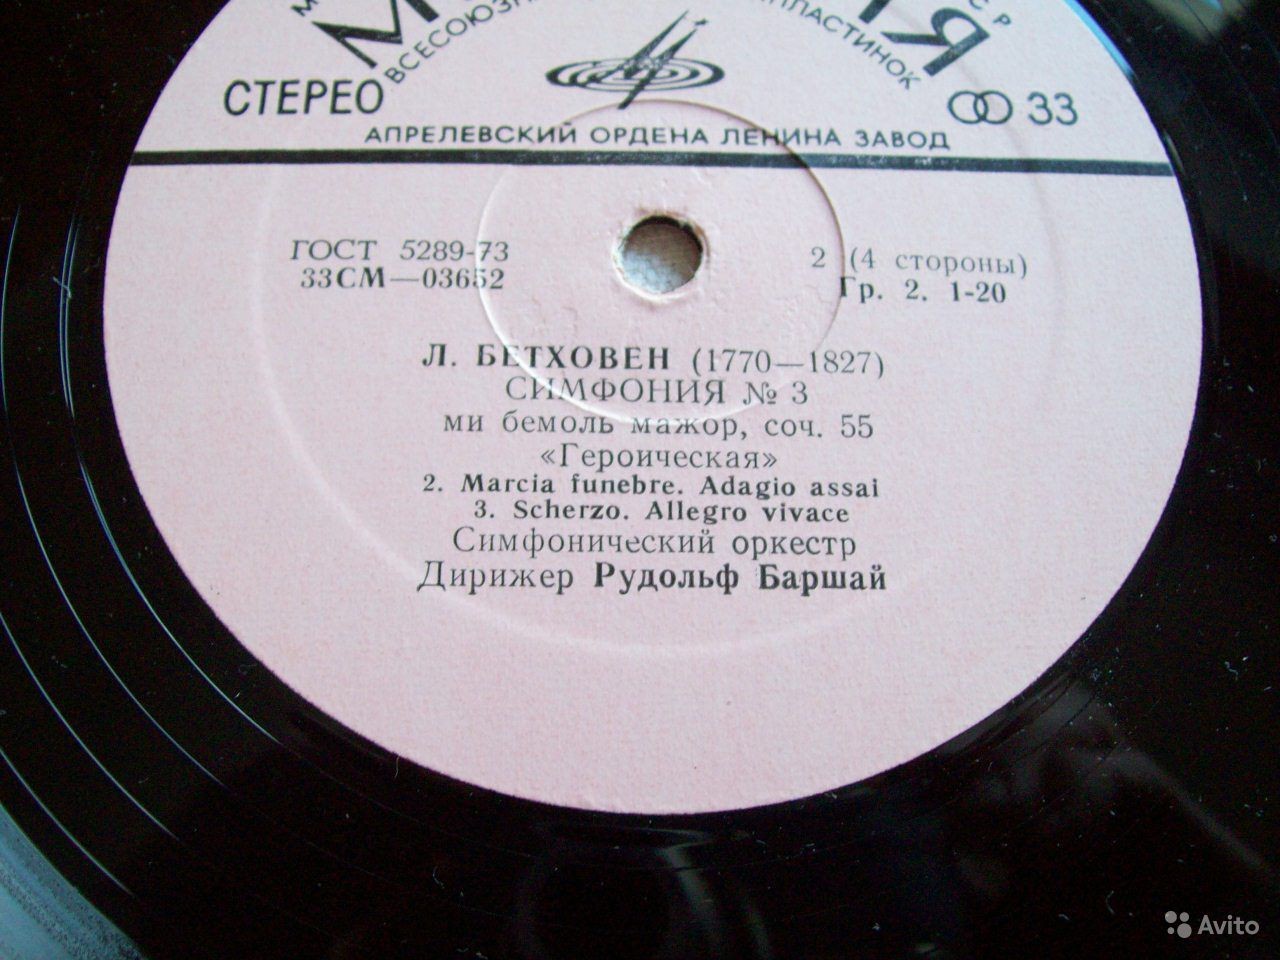 СТЕРЕО
33
АПРЕЛЕВСКИЙ ОРДЕНА ЛЕНИНА ЗАВОД
ГОСТ 5289-73
33СМ—03652
2 (4 стороны)
Гр. 2. 1-20
Л. БЕТХОВЕН (1770—1827)
СИМФОНИЯ № 3
ми бемоль мажор, соч. 55
«Героическая»
2. Marcia funebre. Adagio assai
3. Scherzo. Allegro vivace
Симфонический оркестр
Дирижер Рудольф Баршай
Avito